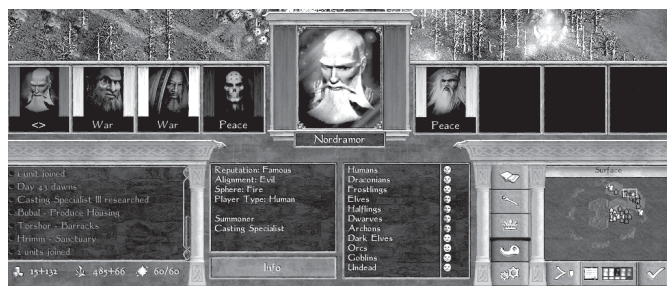 <>
War
War
Peace
Nordramor
Peace
1 unit joined
Day 43 dawns
Casting Specialist III researched
Bubal - Produce Housing
Torshor - Barracks
Hrimm - Sanctuary
2 units joined
15+132
485+66
60/60
Reputation: Famous
Alignment: Evil
Sphere: Fire
Player Type: Human
Summoner
Casting Specialist
Info
Humans
Draconians
Frostlings
Elves
Halflings
Dwarves
Archons
Dark Elves
Orcs
Goblins
Undead
Surface